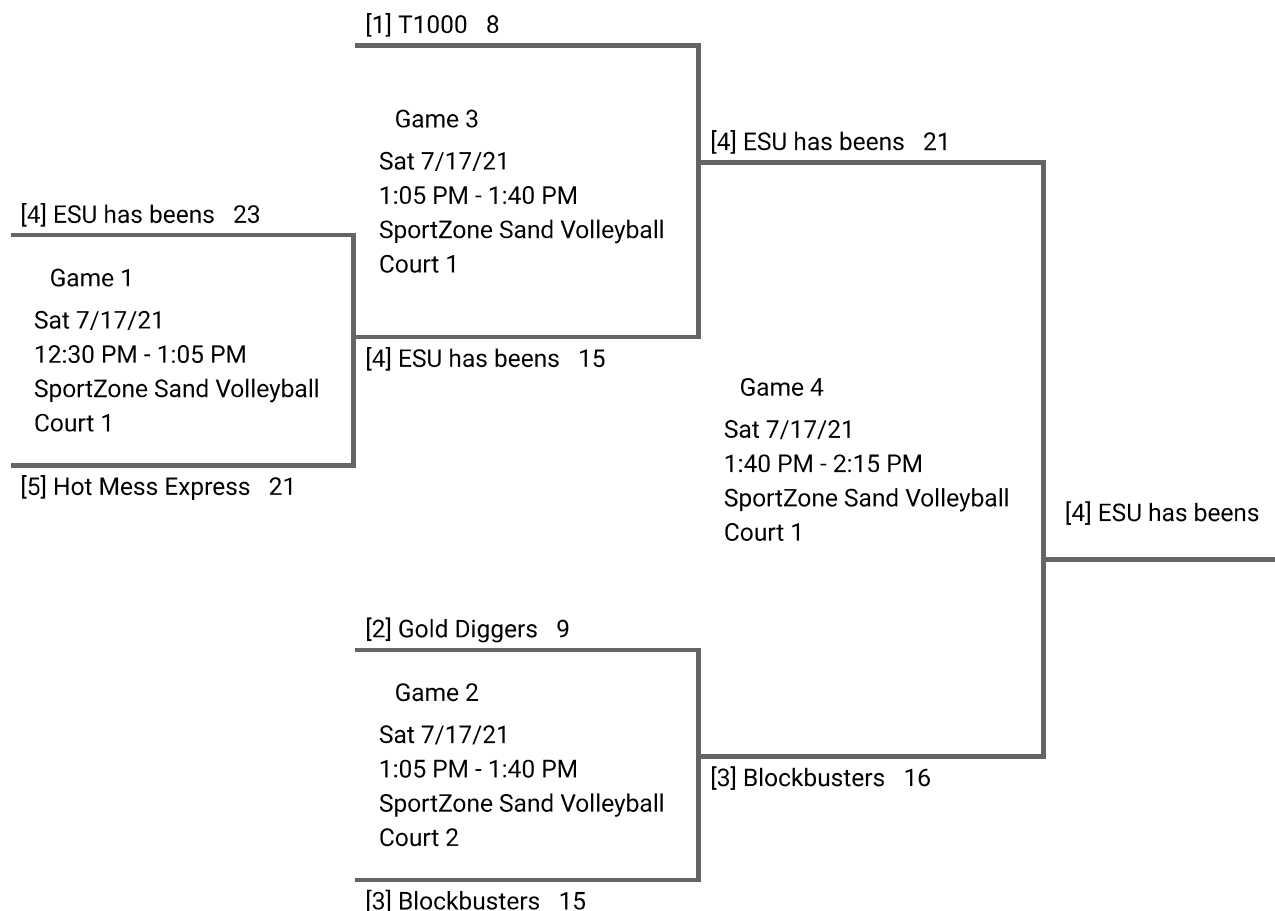 [1] T1000 8
Game 3
Sat 7/17/21
1:05 PM - 1:40 PM
SportZone Sand Volleyball
Court 1
[4] ESU has beens 21
[4] ESU has beens 23
Game 1
Sat 7/17/21
12:30 PM - 1:05 PM
SportZone Sand Volleyball
Court 1
[4] ESU has beens 15
[5] Hot Mess Express 21
Game 4
Sat 7/17/21
1:40 PM - 2:15 PM
SportZone Sand Volleyball
Court 1
[4] ESU has beens
[2] Gold Diggers 9
Game 2
Sat 7/17/21
1:05 PM - 1:40 PM
SportZone Sand Volleyball
Court 2
[3] Blockbusters 16
[3] Blockbusters 15